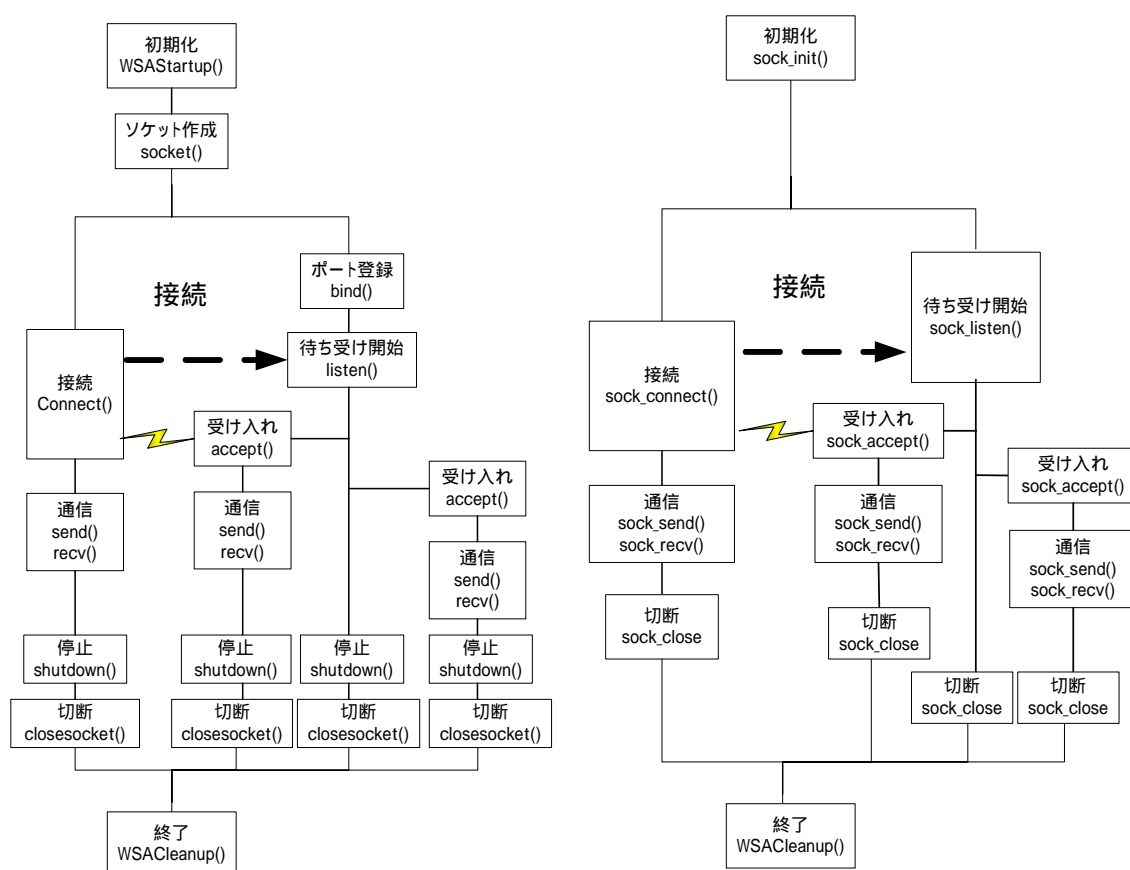 初期化
WSAStartup()
ソケット作成
socket()
ポート登録
bind()
接続
待ち受け開始
listen()
接続
Connect()
受け入れ
accept()
受け入れ
accept()
通信
send()
recv()
通信
send()
recv()
通信
send()
recv()
停止
shutdown()
停止
shutdown()
停止
shutdown()
停止
shutdown()
切断
closesocket()
切断
closesocket()
切断
closesocket()
切断
closesocket()
終了
WSACleanup()
初期化
sock_init()
接続
待ち受け開始
sock_listen()
接続
sock_connect()
受け入れ
sock_accept()
受け入れ
sock_accept()
通信
sock_send()
sock_recv()
通信
sock_send()
sock_recv()
通信
sock_send()
sock_recv()
切断
sock_close
切断
sock_close
切断
sock_close
切断
sock_close
終了
WSACleanup()